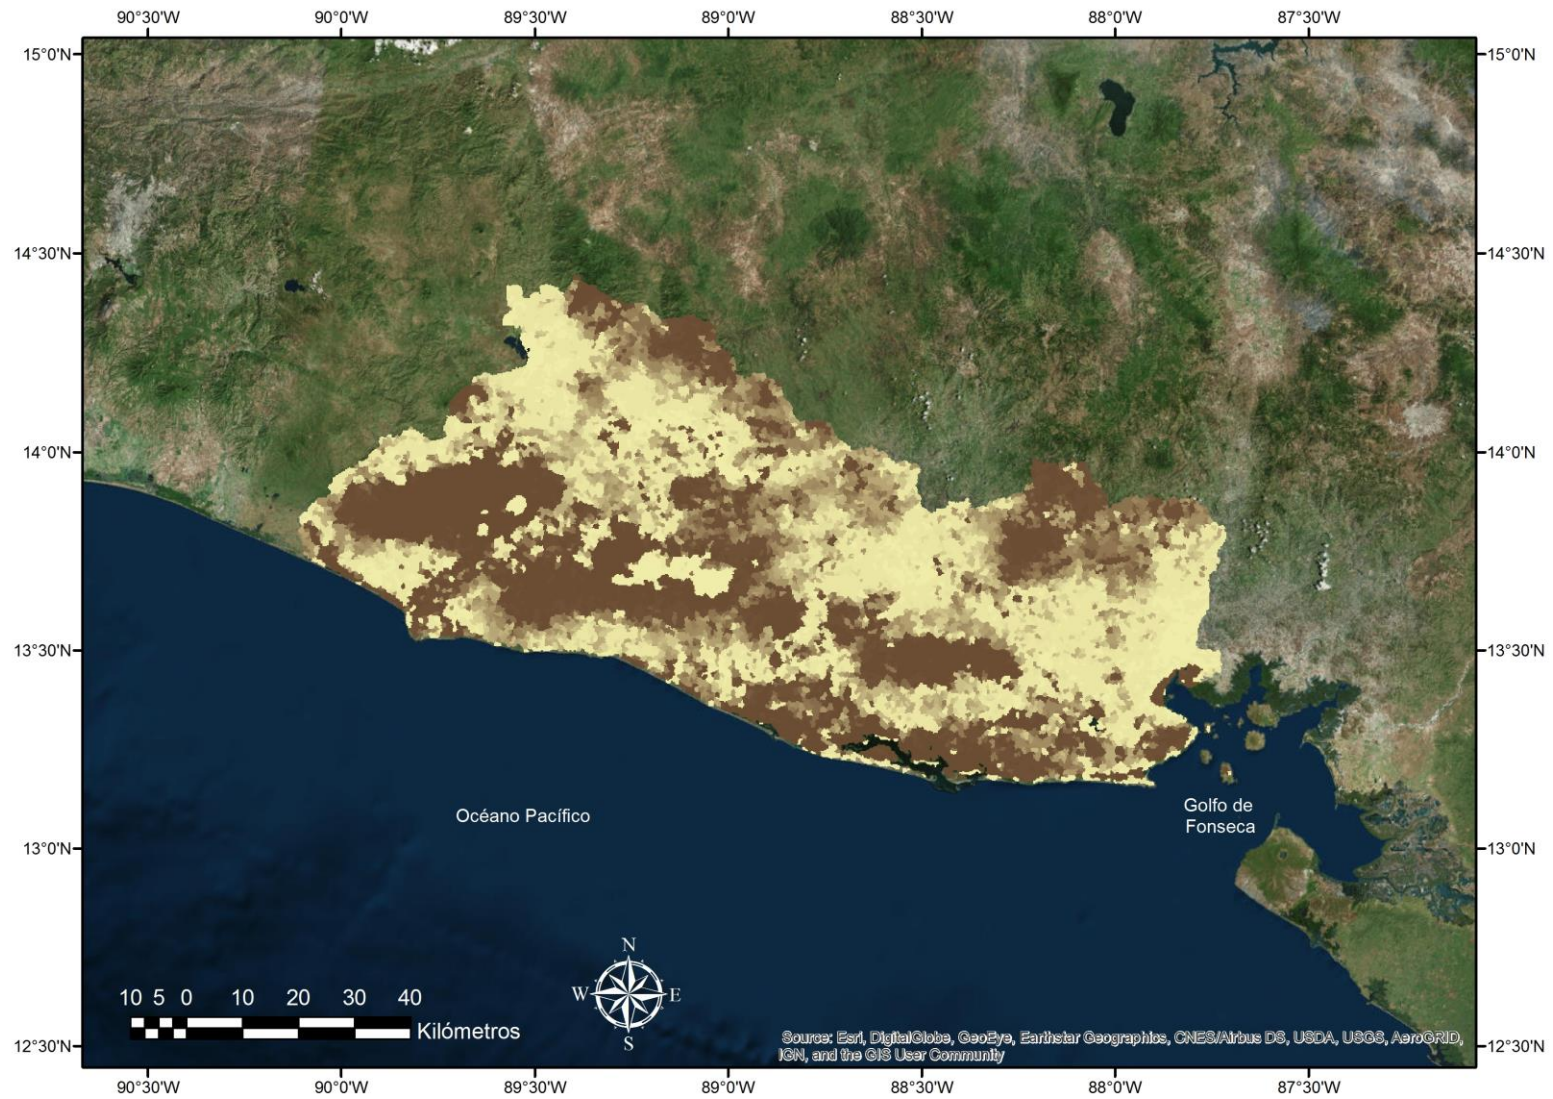 90°30'W 90°0'W 89°30'W 89°0'W 88°30'W 88°0'W 87°30'W
15°0'N 15°0'N
14°30'N 14°30'N
14°0'N 14°0'N
13°30'N 13°30'N
Golfo de
Océano Pacífico
Fonseca
13°0'N 13°0'N
N
W E
S
10 5 0 10 20 30 40
Kilómetros
Source: Esri, DigitalGlobe, GeoEye, Earthstar Geographics, CNES/Airbus DS, USDA, USGS, AeroGRID,
IGN, and the GIS User Community
12°30'N 12°30'N
90°30'W 90°0'W 89°30'W 89°0'W 88°30'W 88°0'W 87°30'W